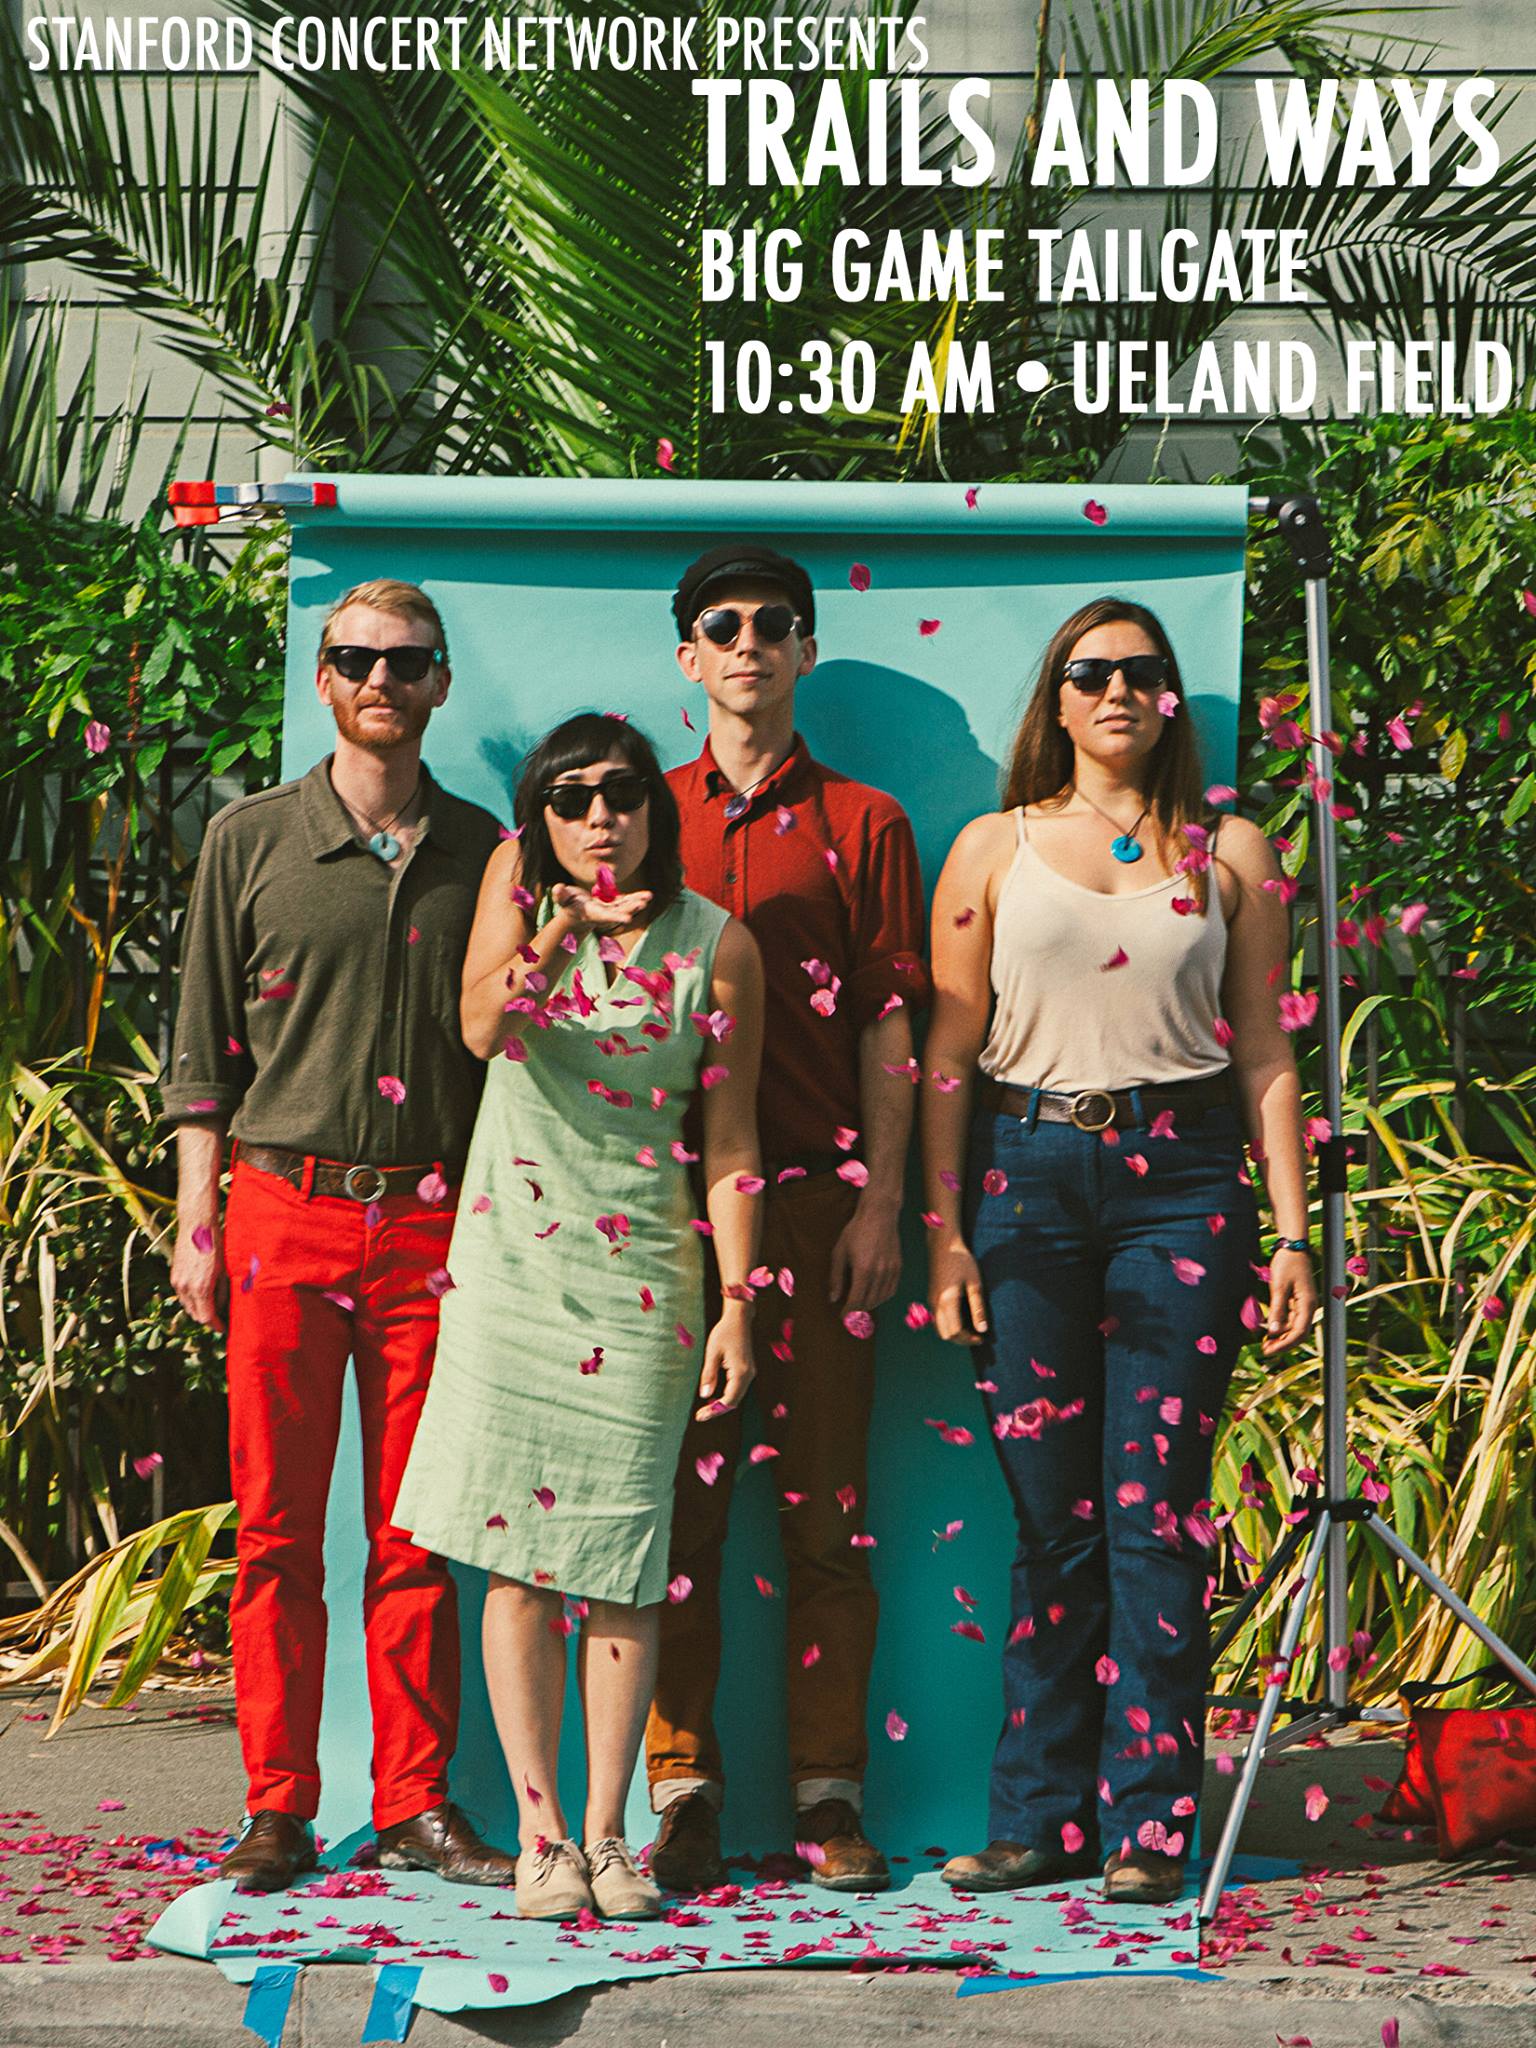 STANFORD CONCERT NETWORK PRESENTS
TRAILS AND WAYS
BIG GAME TAILGATE
10:30 AM • UELAND FIELD